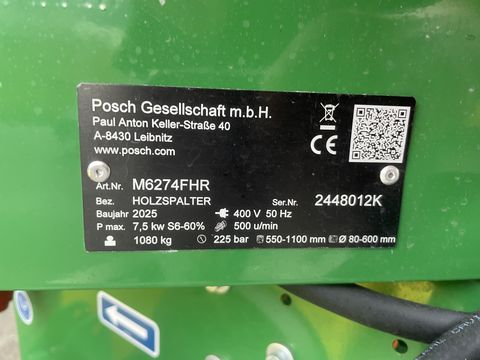 Posch Gesellschaft m.b.H.
Paul Anton Keller-Straße 40
A-8430 Leibnitz
www.posch.com
Art.Nr. M6274FHR
Bez. HOLZSPALTER Ser.Nr. 2448012K
Baujahr 2025 400 V 50 Hz
P max. 7,5 kw S6-60% 500 u/min
1080 kg 225 bar 550-1100 mm Ø 80-600 mm